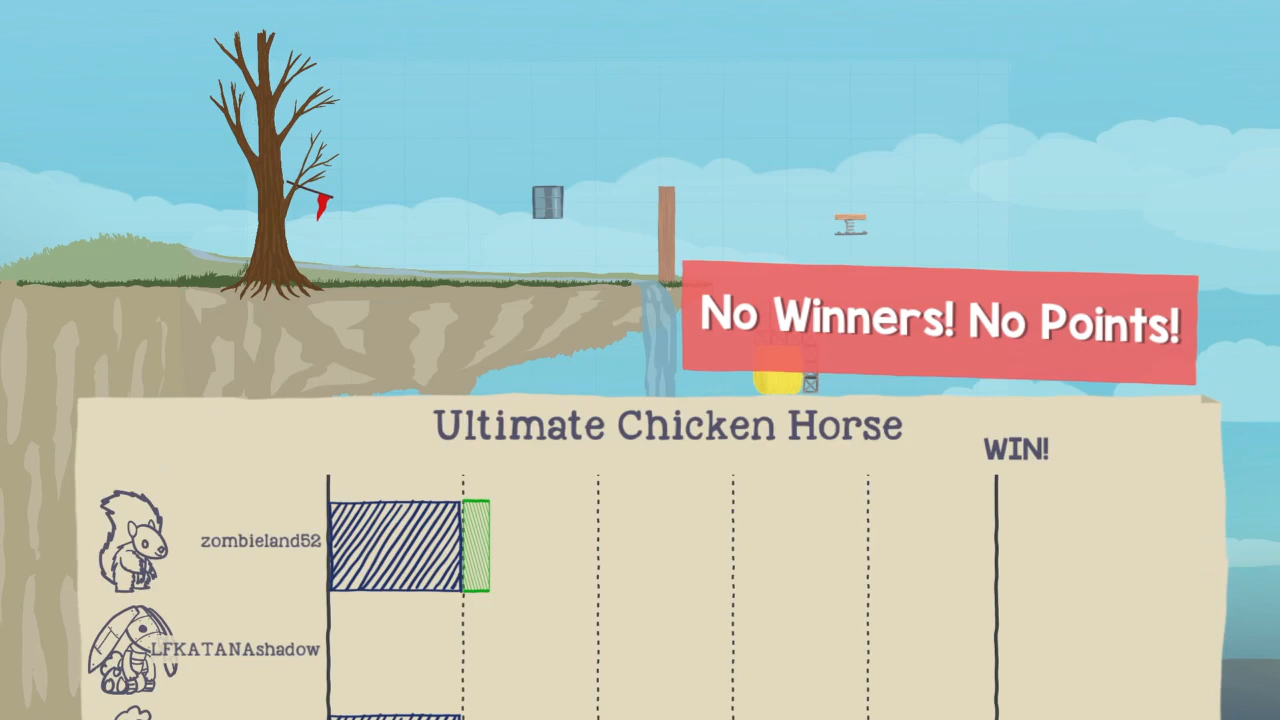 No Winners! No Points!
Ultimate Chicken Horse
WIN!
zombieland52
LFKATANAshadow